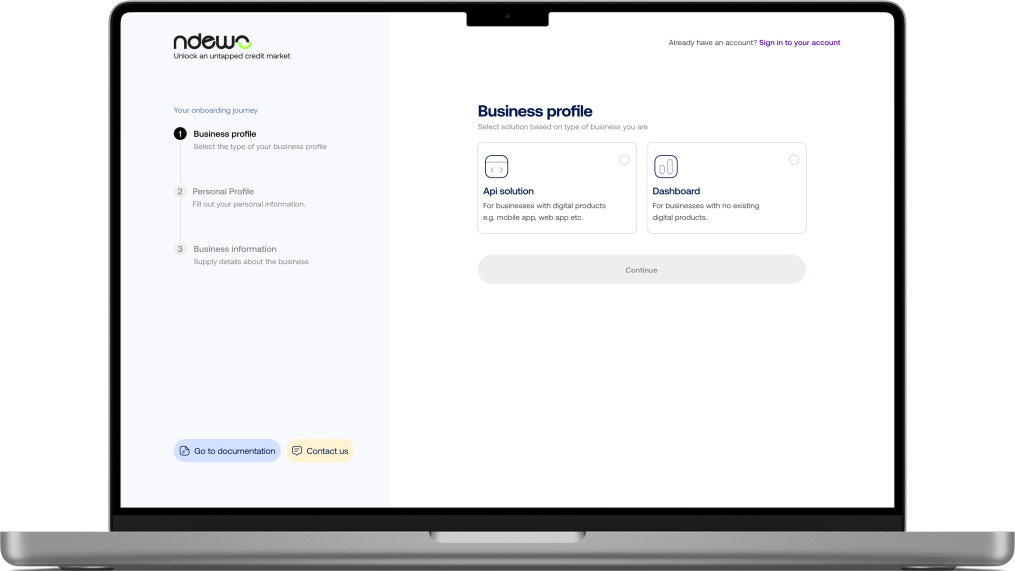 ndewo
Unlock an untapped credit market
Already have an account? Sign in to your account
Your onboarding journey
1 Business profile
Select the type of your business profile
2 Personal Profile
Fill out your personal information.
3 Business information
Supply details about the business
Go to documentation
Contact us
Business profile
Select solution based on type of business you are
Api solution
For businesses with digital products
e.g. mobile app, web app etc.
Dashboard
For businesses with no existing
digital products.
Continue